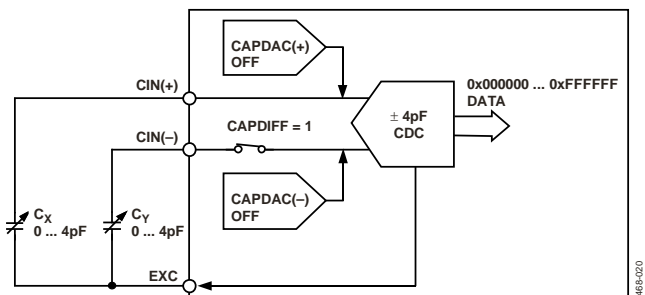 CAPDAC(+)
OFF
CIN(+)
0x000000 ... 0xFFFFFF
DATA
± 4pF
CDC
CIN(–)
CAPDIFF = 1
CAPDAC(–)
OFF
CX
0 ... 4pF
CY
0 ... 4pF
EXC
468-020